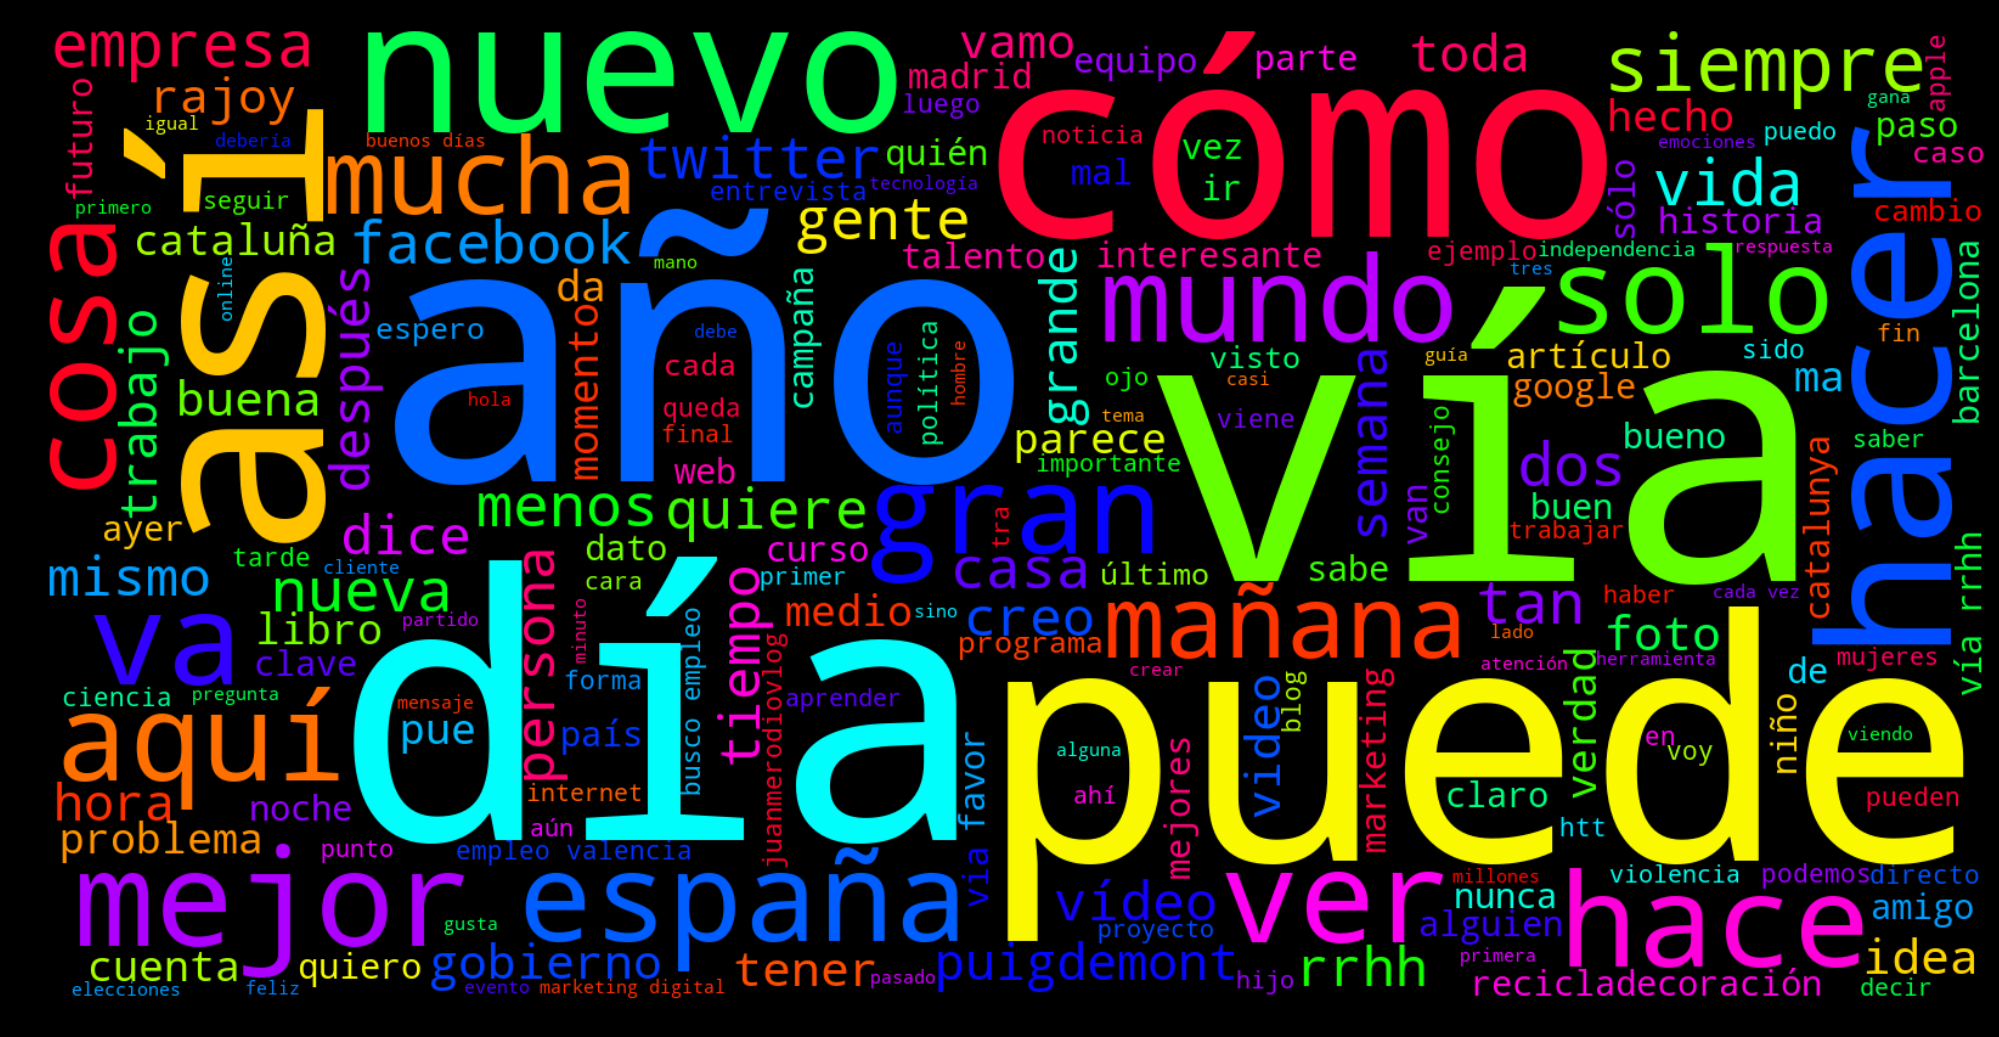 empresa
nuevo
vamo
equipo
parte
toda
siempre
apple
rajoy
futuro
igual
madrid
luego
cómo
hecho
gana
paso
puedo
caso
debería
buenos días
mucha
twitter
quién
noticia
vez
mal
ir
emociones
entrevista
tecnología
sólo
vida
historia
cambio
primero
seguir
así
cosa
cataluña
facebook
gente
talento
interesante
ejemplo
independencia
respuesta
tres
hacer
barcelona
online
después
año
mano
da
momento
campaña
grande
mundo
solo
trabajo
espero
debe
cada
queda
final
web
hola
aunque
política
hombre
ojo
tema
visto
casi
viene
vía
semana
guía
artículo
google
sido
fin
ma
buena
parece
importante
consejo
dos
bueno
saber
catalunya
ayer
menos
quiere
gran
tra
van
buen
trabajar
vía rrhh
tarde
dice
dato
curso
casa
último
sabe
mismo
cliente
nueva
cara
primer
persona
tiempo
medio
sino
creo
mañana
tan
haber
cada vez
va
libro
partido
día
minuto
busco empleo
juanmerodiovlog
programa
lado
foto
clave
crear
atención
herramienta
de
mujeres
ciencia
pregunta
mensaje
forma
aprender
puede
video
blog
marketing
verdad
en
voy
niño
viendo
aquí
pue
país
alguna
hora
noche
internet
ahí
favor
mejores
claro
pueden
problema
punto
aún
empleo valencia
htt
via
mejor
españa
vídeo
ver
millones
nunca
violencia
podemos
directo
gusta
proyecto
alguien
hace
amigo
cuenta
quiero
gobierno
tener
pasado
puigdemont
hijo
rrhh
primera
idea
elecciones
feliz
evento
marketing digital
recicladecoración
decir